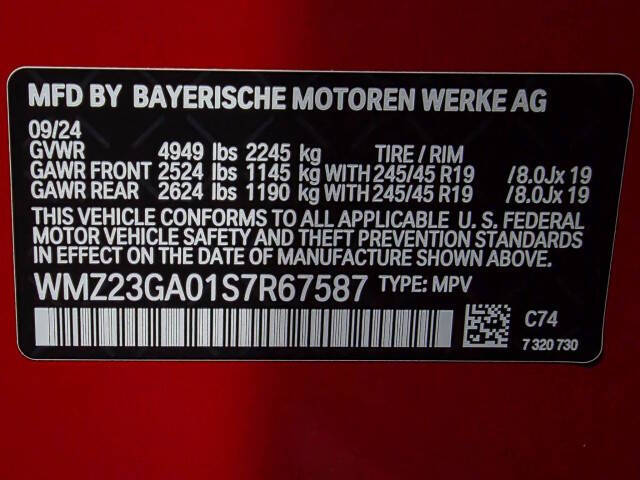 MFD BY BAYERISCHE MOTOREN WERKE AG
09/24
GVWR 4949 lbs 2245 kg TIRE / RIM
GAWR FRONT 2524 lbs 1145 kg WITH 245/45 R19 /8.0Jx 19
GAWR REAR 2624 lbs 1190 kg WITH 245/45 R19 /8.0Jx 19
THIS VEHICLE CONFORMS TO ALL APPLICABLE U. S. FEDERAL
MOTOR VEHICLE SAFETY AND THEFT PREVENTION STANDARDS
IN EFFECT ON THE DATE OF MANUFACTURE SHOWN ABOVE.
WMZ23GA01S7R67587 TYPE: MPV
C74
7 320 730